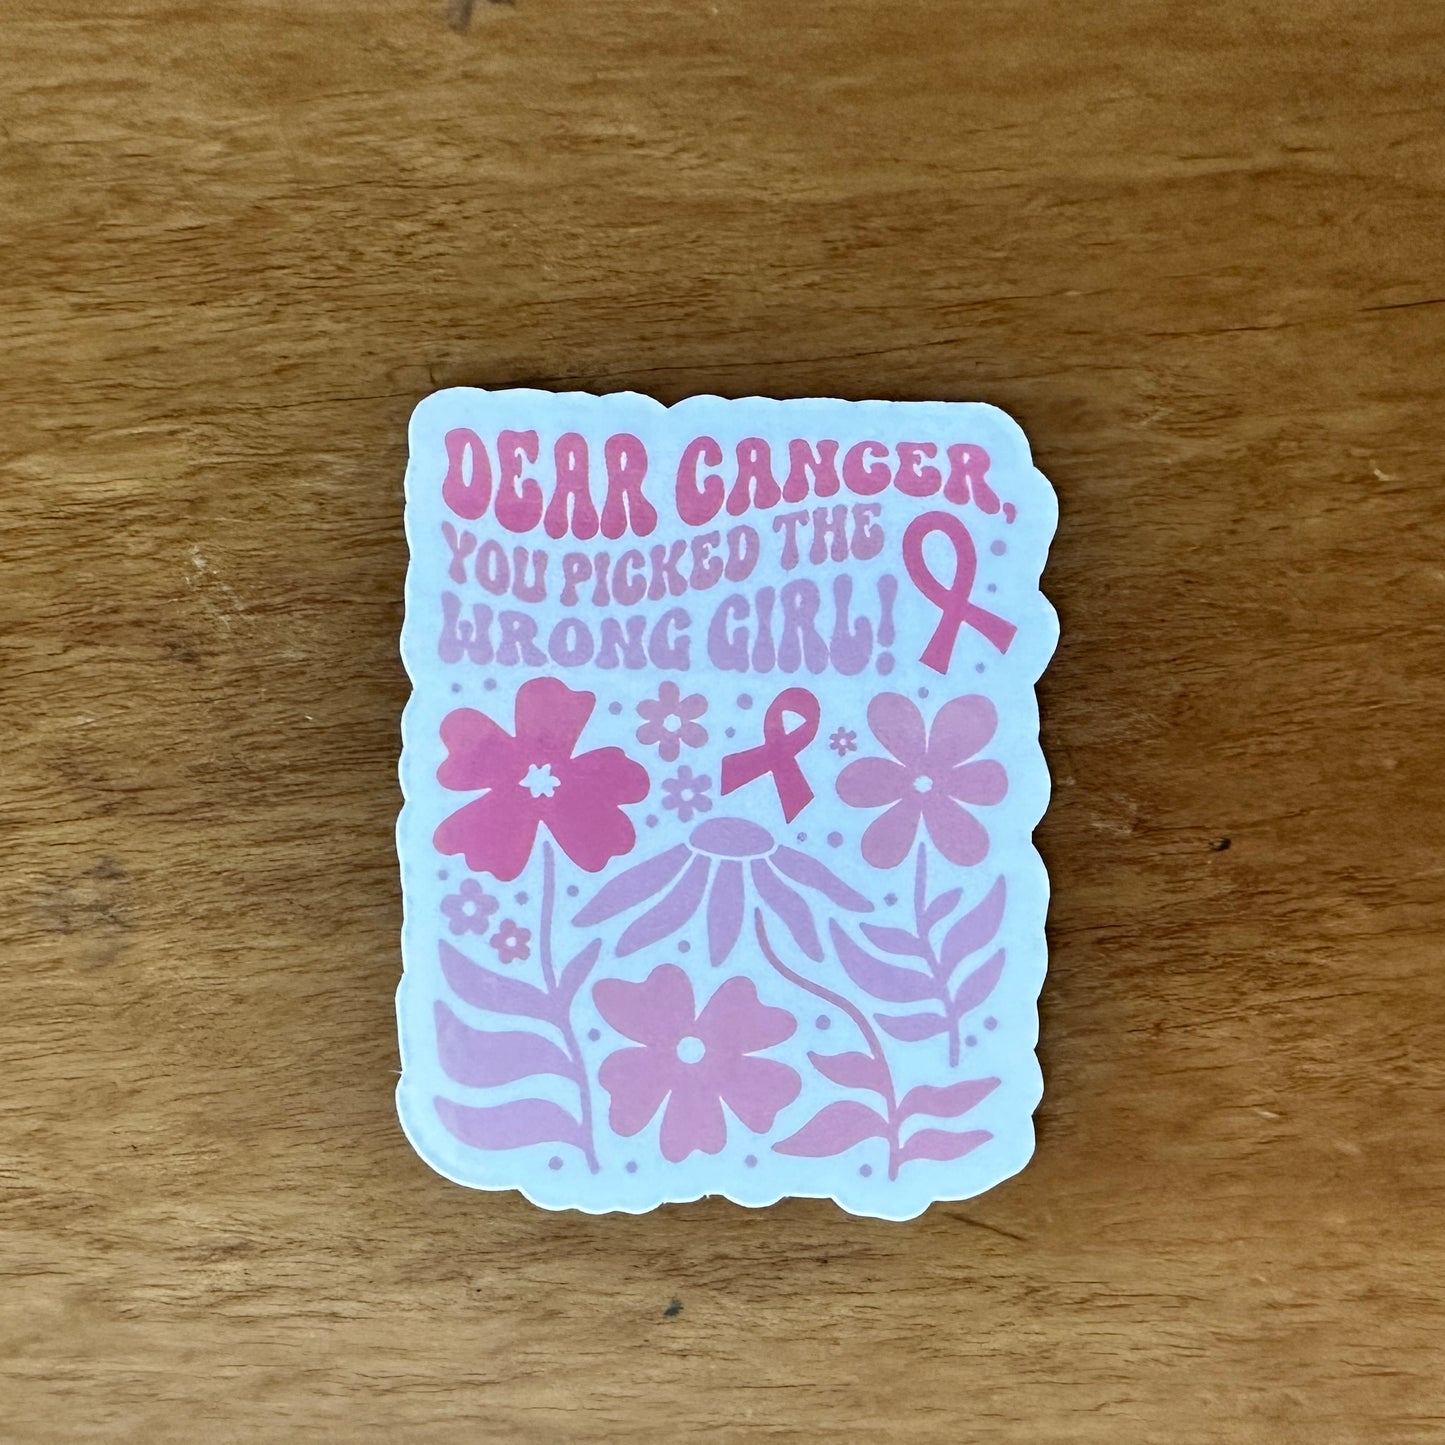 DEAR CANCER,
YOU PICKED THE
WRONG GIRL!